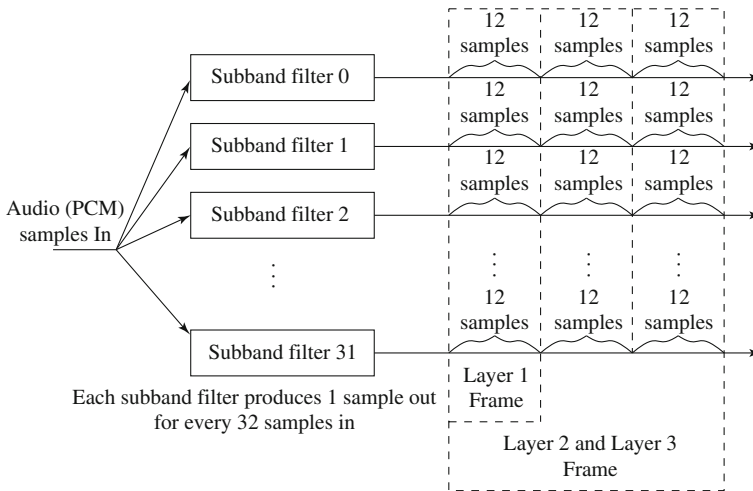 12 12 12
samples samples samples
Subband filter 0
12 12 12
samples samples samples
Subband filter 1
12 12 12
samples samples samples
Subband filter 2
Audio (PCM)
samples In
⋮ ⋮ ⋮ ⋮
12 12 12
samples samples samples
Subband filter 31
Each subband filter produces 1 sample out
for every 32 samples in
Layer 1
Frame
Layer 2 and Layer 3
Frame